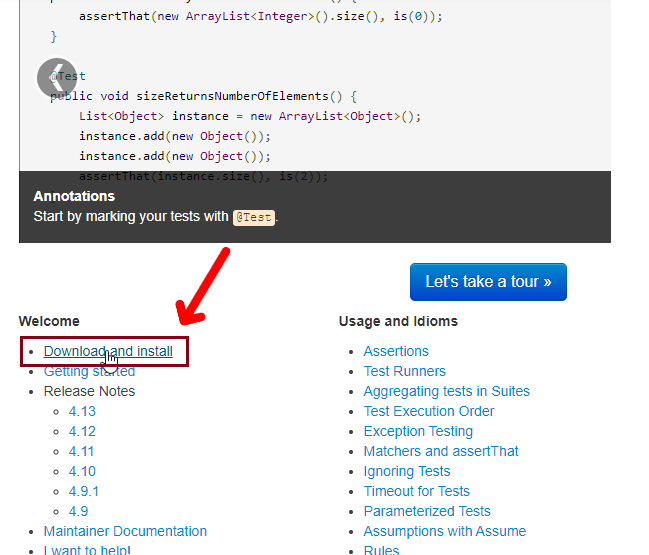 assertThat(new ArrayList<Integer>().size(), is(0));
}
@Test
public void sizeReturnsNumberOfElements() {
List<Object> instance = new ArrayList<Object>();
instance.add(new Object());
instance.add(new Object());
assertThat(instance.size(), is(2));
Annotations
Start by marking your tests with @Test.
Let's take a tour »
Welcome
Download and install
Getting started
Release Notes
4.13
4.12
4.11
4.10
4.9.1
4.9
Maintainer Documentation
I want to help!
Usage and Idioms
Assertions
Test Runners
Aggregating tests in Suites
Test Execution Order
Exception Testing
Matchers and assertThat
Ignoring Tests
Timeout for Tests
Parameterized Tests
Assumptions with Assume
Rules